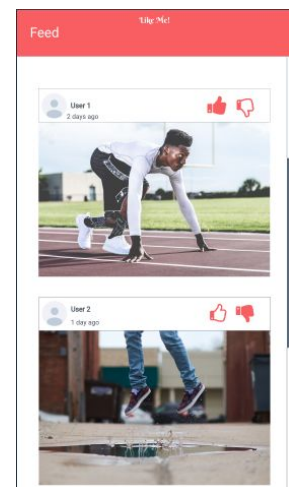 Like Me!
Feed
User 1
2 days ago
User 2
1 day ago